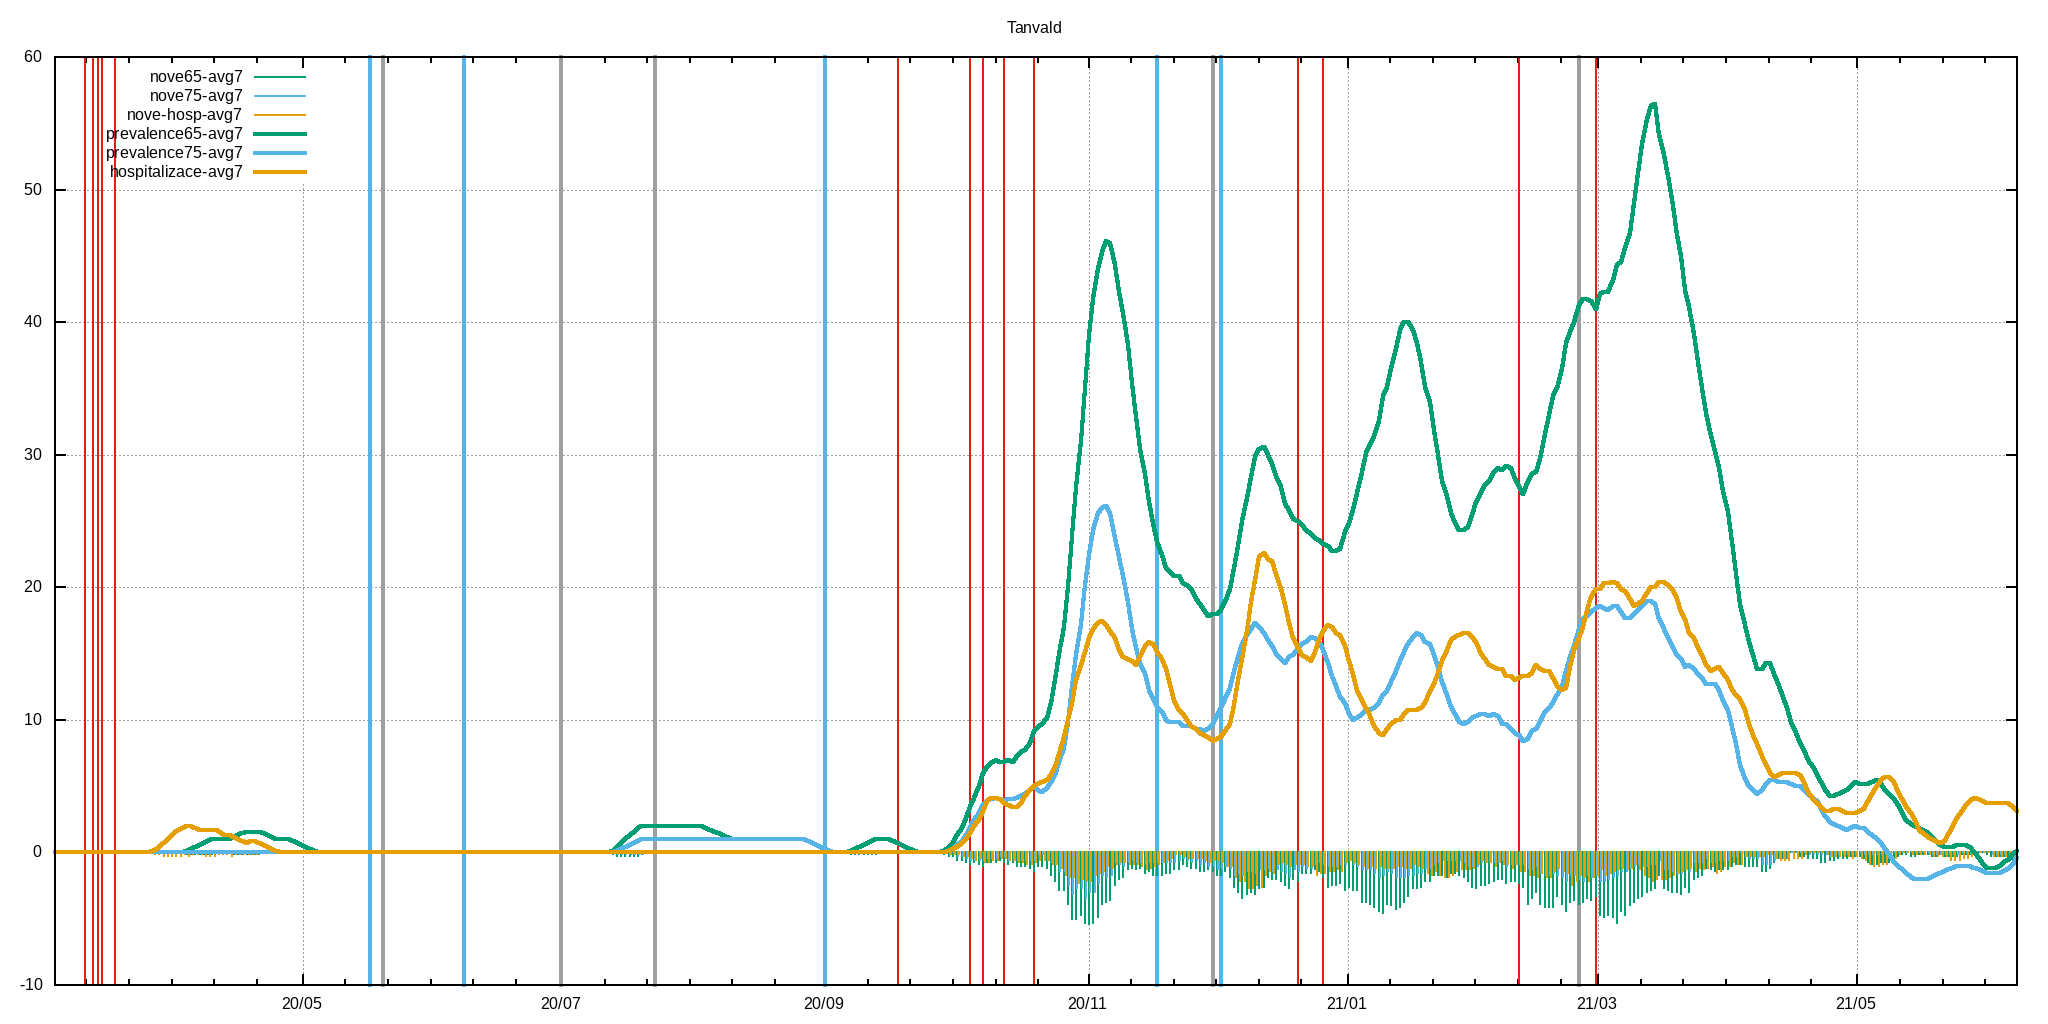 Tanvald
60
nove65-avg7
nove75-avg7
nove-hosp-avg7
prevalence65-avg7
prevalence75-avg7
hospitalizace-avg7
50
40
30
20
10
0
-10
20/05
20/07
20/09
20/11
21/01
21/03
21/05